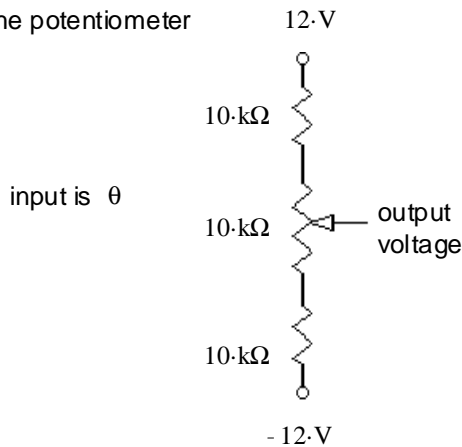 he potentiometer
12·V
10·kΩ
input is θ
10·kΩ
output
voltage
10·kΩ
- 12·V